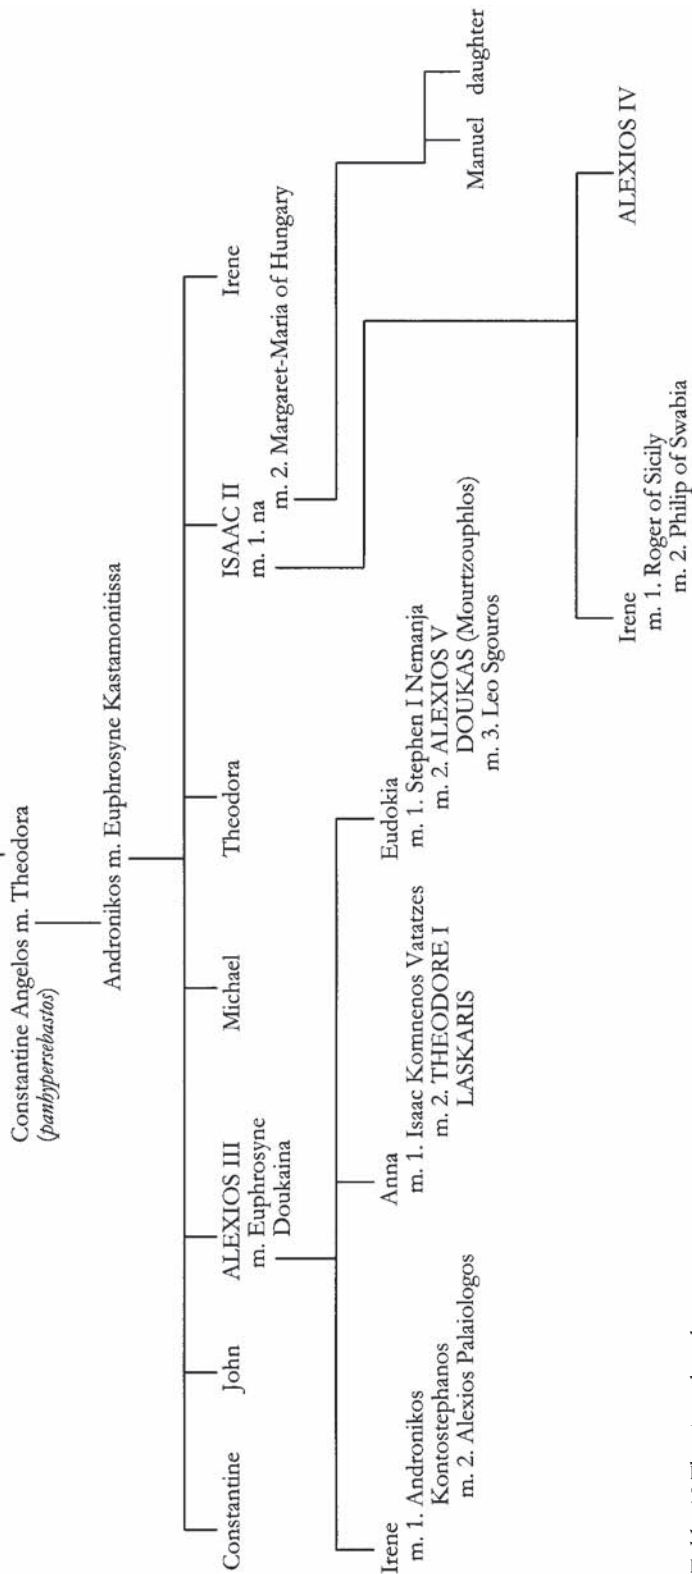 Constantine Angelos m. Theodora
(panhypersebastos)
Andronikos m. Euphrosyne Kastamonitissa
Constantine John ALEXIOS III Michael Theodora ISAAC II Irene
m. Euphrosyne
Doukaina
m. 1. na
m. 2. Margaret-Maria of Hungary
Irene
m. 1. Andronikos
Kontostephanos
m. 2. Alexios Palaiologos
Anna
m. 1. Isaac Komnenos Vatatzes
m. 2. THEODORE I
LASKARIS
Eudokia
m. 1. Stephen I Nemanja
m. 2. ALEXIOS V
DOUKAS (Mourtzouphlos)
m. 3. Leo Sgouros
Manuel daughter
Irene
m. 1. Roger of Sicily
m. 2. Philip of Swabia
ALEXIOS IV